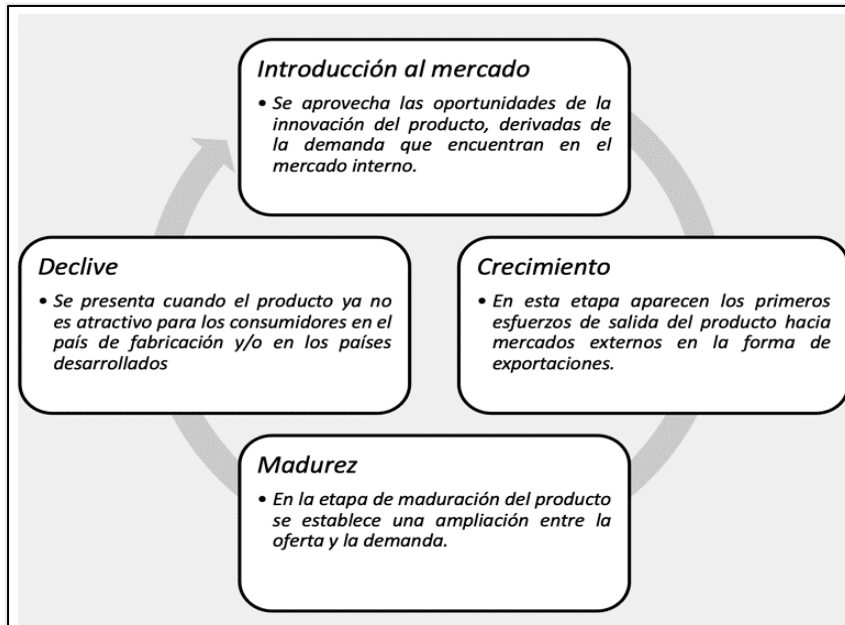 Introducción al mercado
• Se aprovecha las oportunidades de la
innovación del producto, derivadas de
la demanda que encuentran en el
mercado interno.
Crecimiento
• En esta etapa aparecen los primeros
esfuerzos de salida del producto hacia
mercados externos en la forma de
exportaciones.
Madurez
• En la etapa de maduración del producto
se establece una ampliación entre la
oferta y la demanda.
Declive
• Se presenta cuando el producto ya no
es atractivo para los consumidores en el
país de fabricación y/o en los países
desarrollados